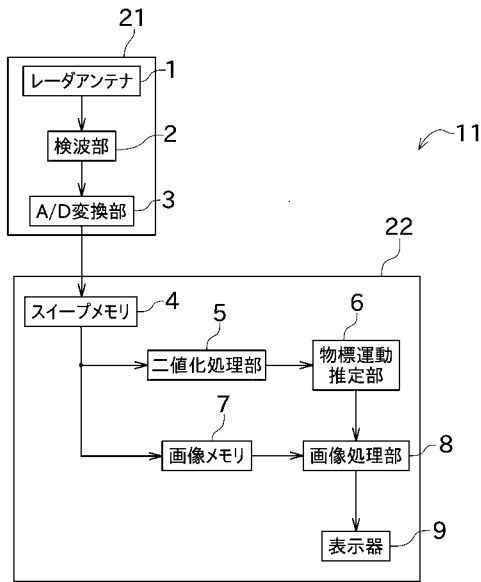 21
レーダアンテナ
1
検波部
2
11
A/D変換部
3
22
スイープメモリ
4
5
6
二値化処理部
物標運動
推定部
7
画像メモリ
画像処理部
8
表示器
9